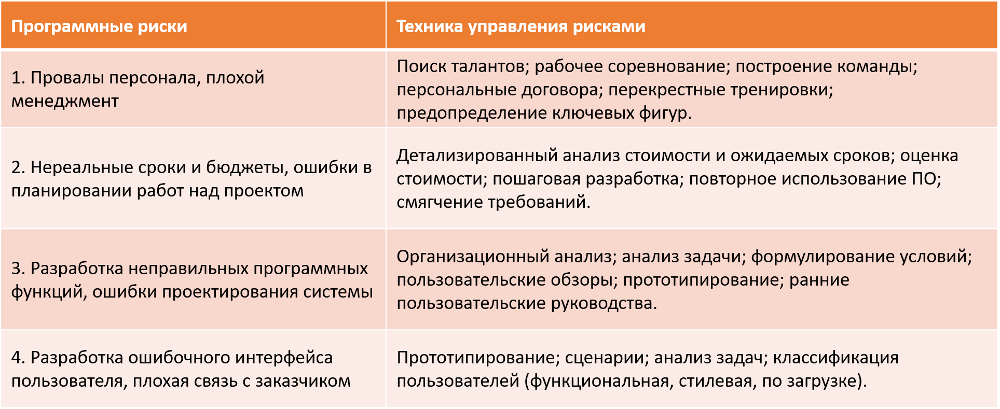 Программные риски
Техника управления рисками
1. Провалы персонала, плохой
менеджмент
Поиск талантов; рабочее соревнование; построение команды;
персональные договора; перекрестные тренировки;
предопределение ключевых фигур.
2. Нереальные сроки и бюджеты, ошибки в
планировании работ над проектом
Детализированный анализ стоимости и ожидаемых сроков; оценка
стоимости; пошаговая разработка; повторное использование ПО;
смягчение требований.
3. Разработка неправильных программных
функций, ошибки проектирования системы
Организационный анализ; анализ задачи; формулирование условий;
пользовательские обзоры; прототипирование; ранние
пользовательские руководства.
4. Разработка ошибочного интерфейса
пользователя, плохая связь с заказчиком
Прототипирование; сценарии; анализ задач; классификация
пользователей (функциональная, стилевая, по загрузке).